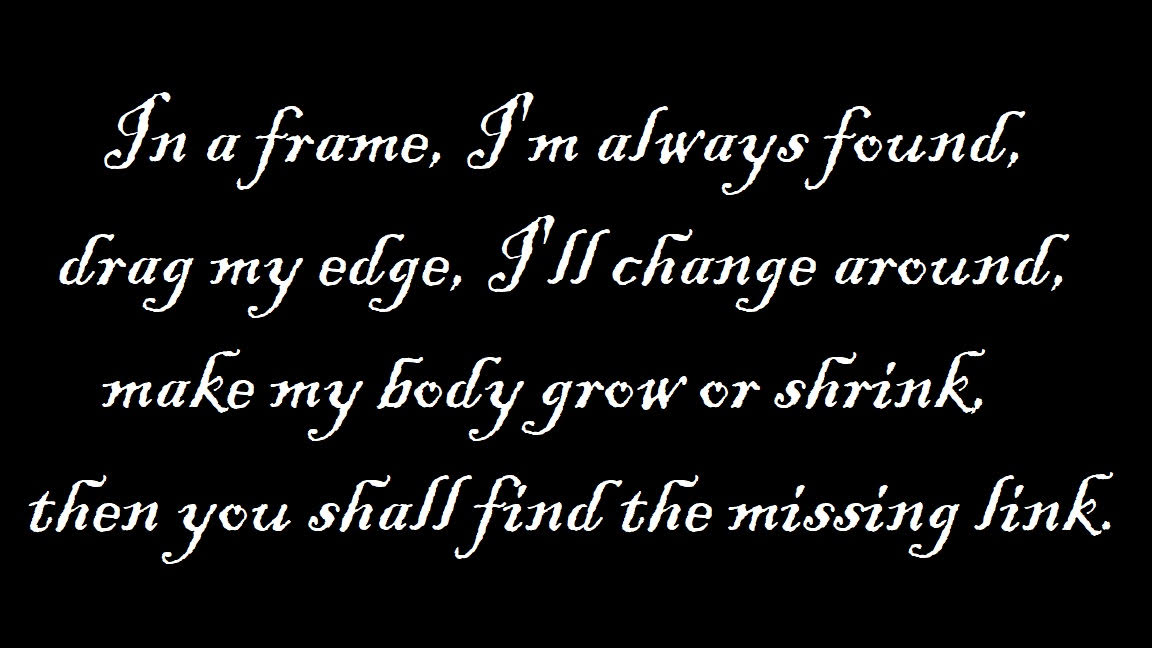 In a frame, I'm always found,
drag my edge, I'll change around,
make my body grow or shrink,
then you shall find the missing link.